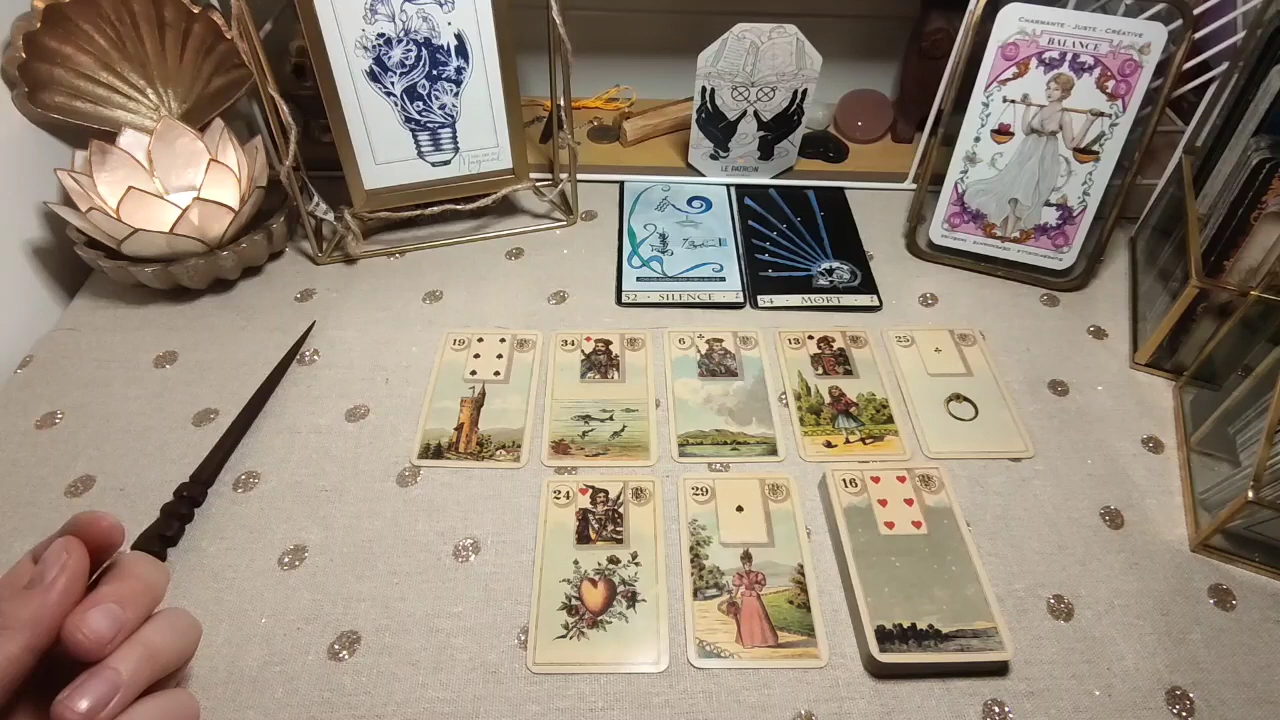 CHARMANTE - JUSTE - CRÉATIVE
BALANCE
LE PATRON
52 · SILENCE ·
54 · MORT ·
19
34
6
13
25
24
29
16